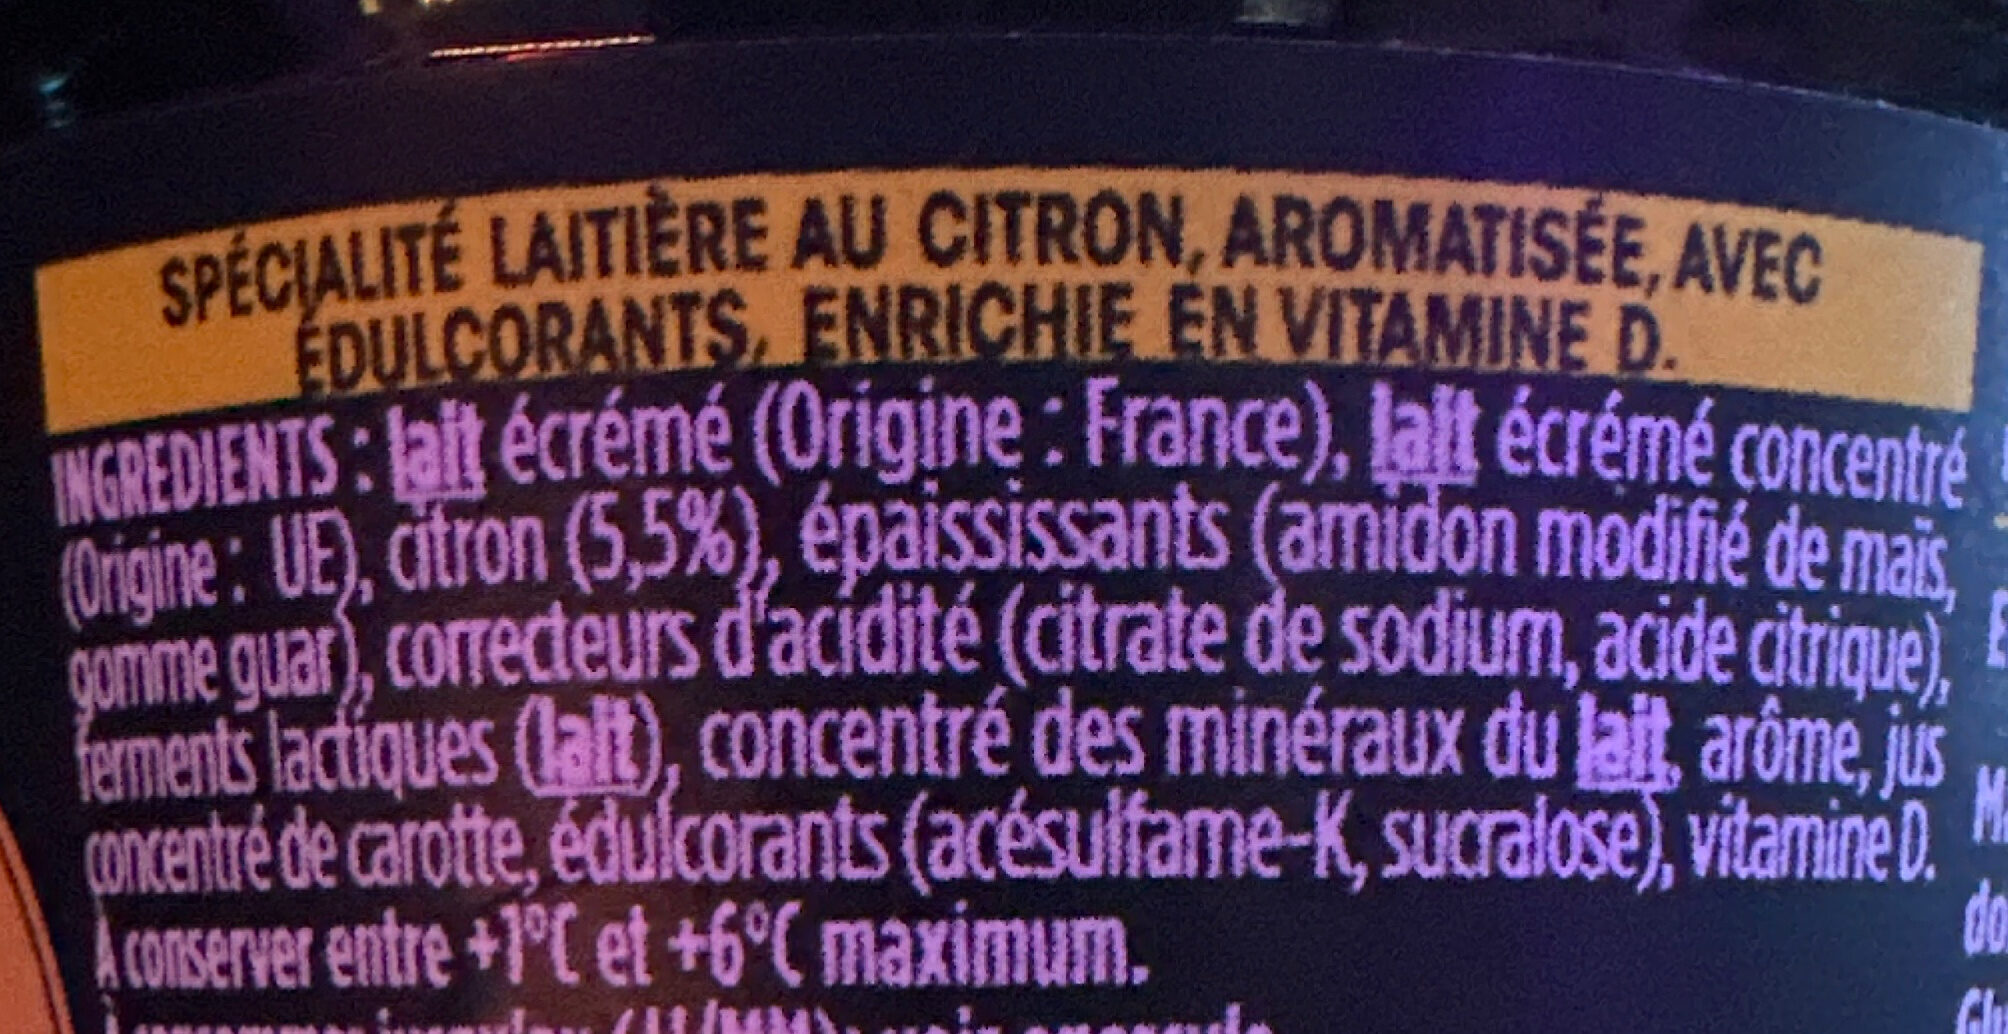 SPÉCIALITÉ LAITIÈRE AU CITRON, AROMATISÉE, AVEC
ÉDULCORANTS, ENRICHIE EN VITAMINE D.
INGREDIENTS : lait écrémé (Origine : France), lait écrémé concentré
(Origine : UE), citron (5,5%), épaississants (amidon modifié de maïs,
gomme guar), correcteurs d'acidité (citrate de sodium, acide citrique),
ferments lactiques (lait), concentré des minéraux du lait, arôme, jus
concentré de carotte, édulcorants (acésulfame-K, sucralose), vitamine D.
À conserver entre +1°C et +6°C maximum.